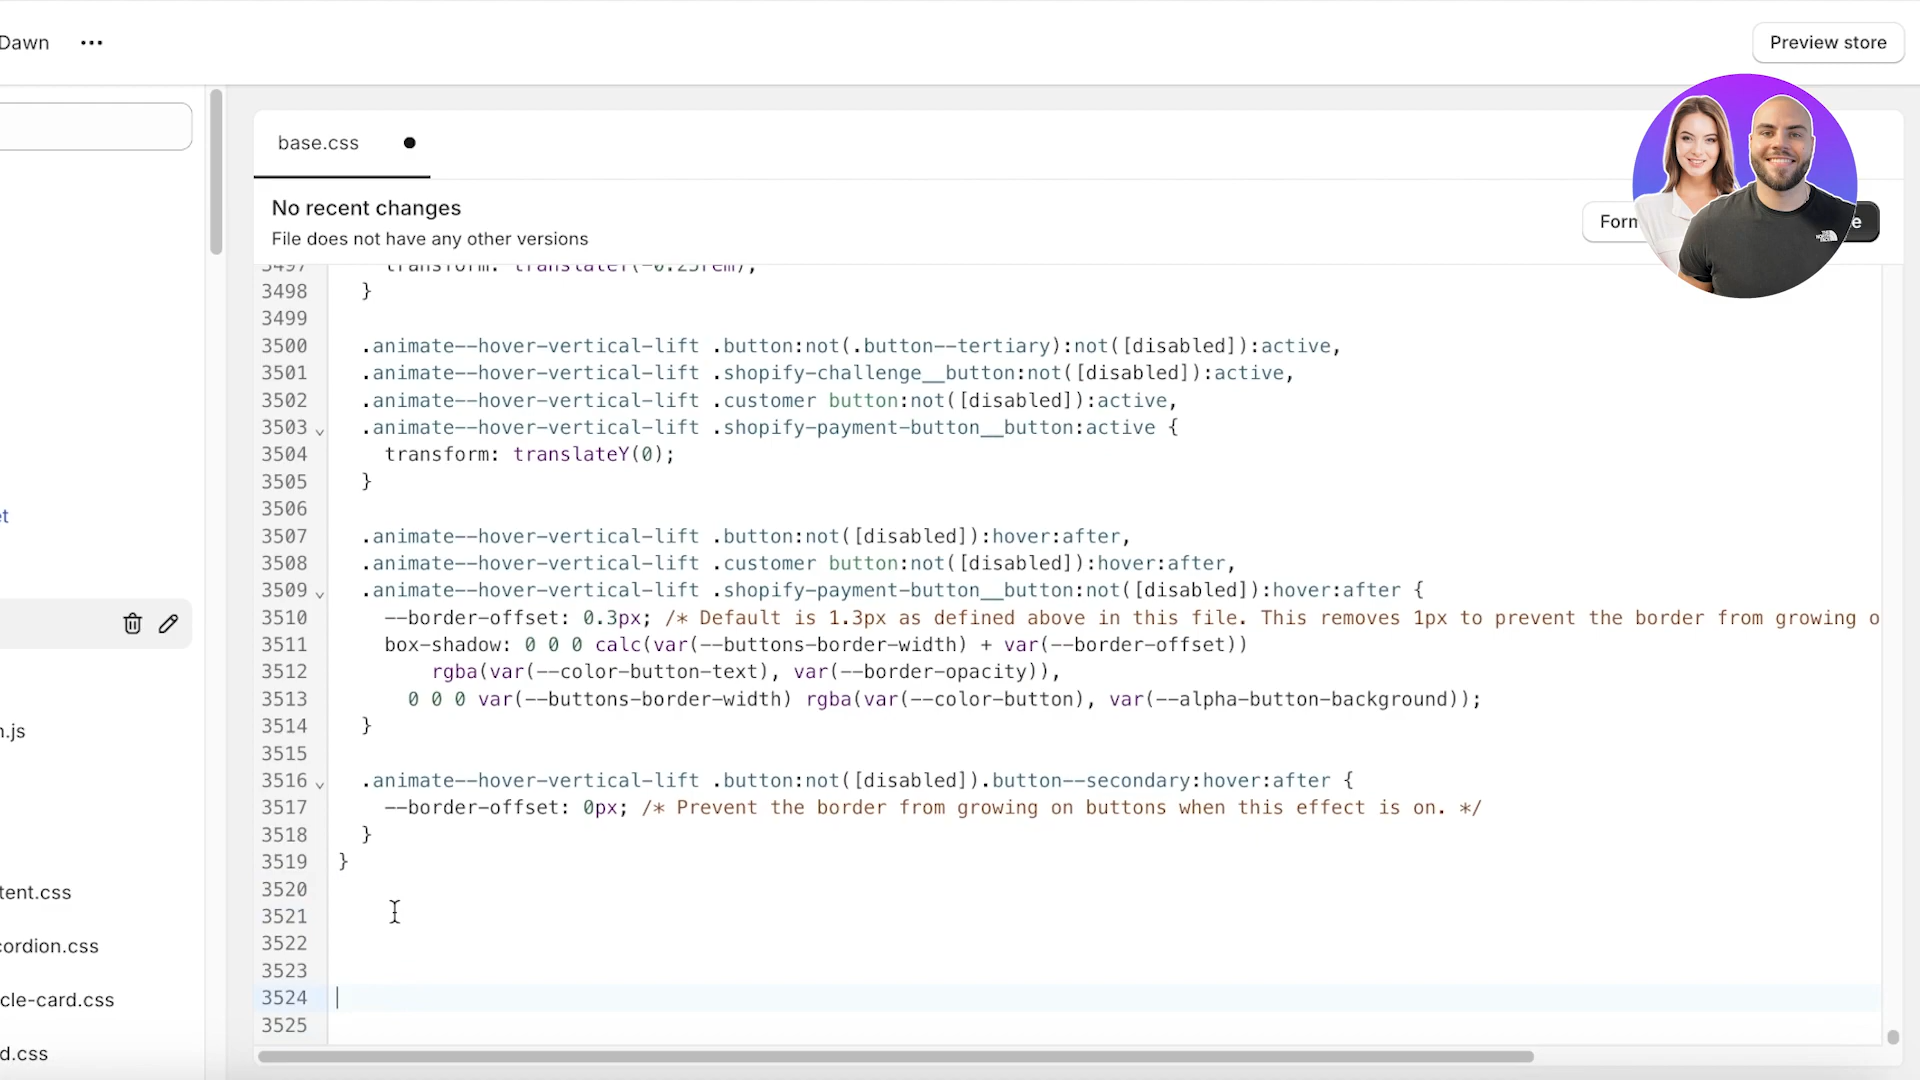 Dawn
Preview store
base.css
No recent changes
File does not have any other versions
3497 transform: translateY(-0.25rem);
3498 }
3499
3500 .animate--hover-vertical-lift .button:not(.button--tertiary):not([disabled]):active,
3501 .animate--hover-vertical-lift .shopify-challenge__button:not([disabled]):active,
3502 .animate--hover-vertical-lift .customer button:not([disabled]):active,
3503 .animate--hover-vertical-lift .shopify-payment-button__button:active {
3504 transform: translateY(0);
3505 }
3506
3507 .animate--hover-vertical-lift .button:not([disabled]):hover:after,
3508 .animate--hover-vertical-lift .customer button:not([disabled]):hover:after,
3509 .animate--hover-vertical-lift .shopify-payment-button__button:not([disabled]):hover:after {
3510 --border-offset: 0.3px; /* Default is 1.3px as defined above in this file. This removes 1px to prevent the border from growing o
3511 box-shadow: 0 0 0 calc(var(--buttons-border-width) + var(--border-offset))
3512 rgba(var(--color-button-text), var(--border-opacity)),
3513 0 0 0 var(--buttons-border-width) rgba(var(--color-button), var(--alpha-button-background));
3514 }
3515
3516 .animate--hover-vertical-lift .button:not([disabled]).button--secondary:hover:after {
3517 --border-offset: 0px; /* Prevent the border from growing on buttons when this effect is on. */
3518 }
3519 }
3520
3521
3522
3523
3524
3525
Form
e
THE NORTH FACE
et
n.js
tent.css
cordion.css
cle-card.css
d.css